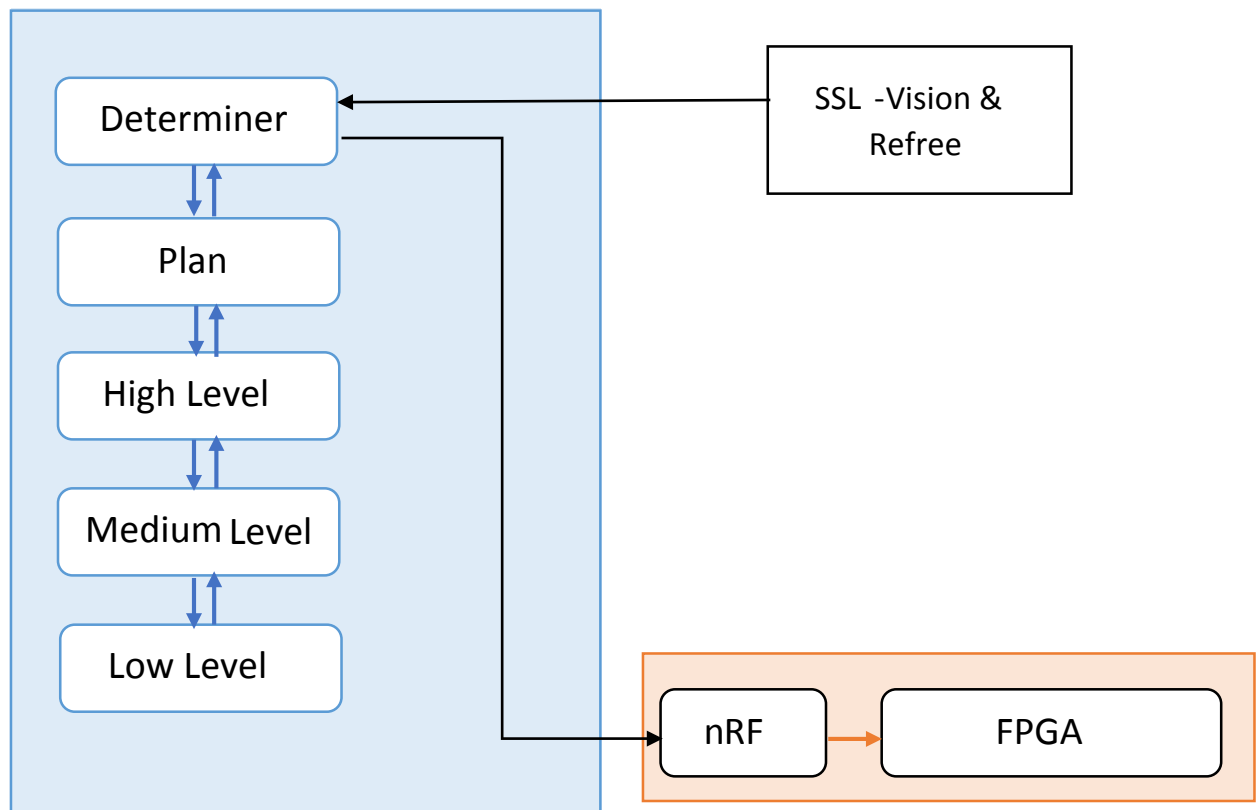 Determiner
SSL -Vision &
Refree
Plan
High Level
Medium Level
Low Level
nRF
FPGA